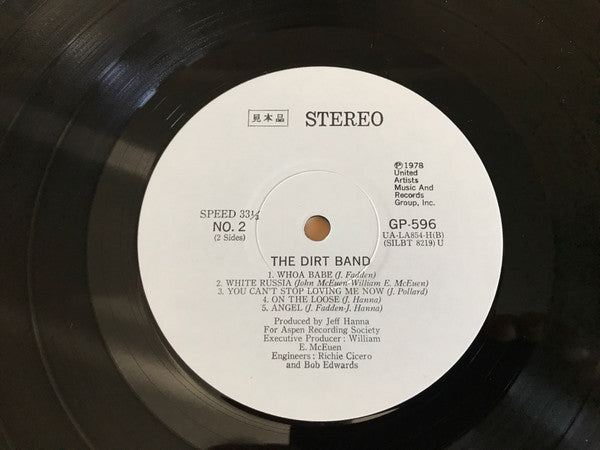 見本品 STEREO
℗1978
United
Artists
Music And
Records
Group, Inc.
SPEED 33⅓
NO. 2
(2 Sides)
GP-596
UA-LA854-H(B)
(SILBT 8219) U
THE DIRT BAND
1. WHOA BABE (J. Fadden)
2. WHITE RUSSIA (John McEuen-William E. McEuen)
3. YOU CAN'T STOP LOVING ME NOW (J. Pollard)
4. ON THE LOOSE (J. Hanna)
5. ANGEL (J. Fadden-J. Hanna)
Produced by Jeff Hanna
For Aspen Recording Society
Executive Producer : William
E. McEuen
Engineers : Richie Cicero
and Bob Edwards